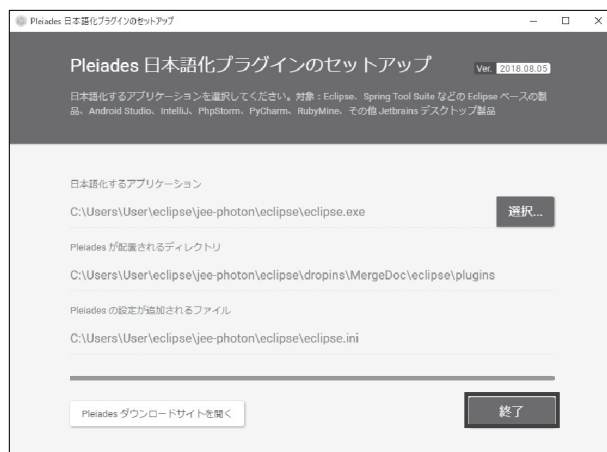 Pleiades 日本語化プラグインのセットアップ
Pleiades 日本語化プラグインのセットアップ
Ver. 2018.08.05
日本語化するアプリケーションを選択してください。対象：Eclipse、Spring Tool Suite などの Eclipse ベースの製
品、Android Studio、IntelliJ、PhpStorm、PyCharm、RubyMine、その他 Jetbrains デスクトップ製品
日本語化するアプリケーション
C:\Users\User\eclipse\jee-photon\eclipse\eclipse.exe
選択...
Pleiades が配置されるディレクトリ
C:\Users\User\eclipse\jee-photon\eclipse\dropins\MergeDoc\eclipse\plugins
Pleiades の設定が追加されるファイル
C:\Users\User\eclipse\jee-photon\eclipse\eclipse.ini
Pleiades ダウンロードサイトを開く
終了